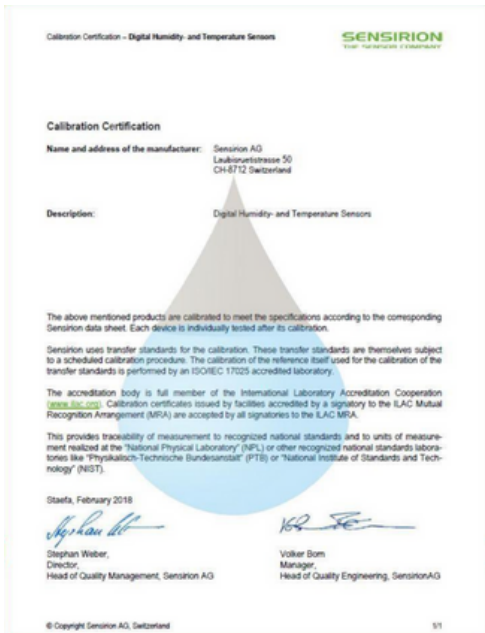 Calibration Certification – Digital Humidity- and Temperature Sensors
SENSIRION
THE SENSOR COMPANY
Calibration Certification
Name and address of the manufacturer: Sensirion AG
Laubisruetistrasse 50
CH-8712 Switzerland
Description: Digital Humidity- and Temperature Sensors
The above mentioned products are calibrated to meet the specifications according to the corresponding
Sensirion data sheet. Each device is individually tested after its calibration.
Sensirion uses transfer standards for the calibration. These transfer standards are themselves subject
to a scheduled calibration procedure. The calibration of the reference itself used for the calibration of the
transfer standards is performed by an ISO/IEC 17025 accredited laboratory.
The accreditation body is full member of the International Laboratory Accreditation Cooperation
(www.ilac.org). Calibration certificates issued by facilities accredited by a signatory to the ILAC Mutual
Recognition Arrangement (MRA) are accepted by all signatories to the ILAC MRA.
This provides traceability of measurement to recognized national standards and to units of measure-
ment realized at the "National Physical Laboratory" (NPL) or other recognized national standards labora-
tories like "Physikalisch-Technische Bundesanstalt" (PTB) or "National Institute of Standards and Tech-
nology" (NIST).
Staefa, February 2018
Stephan Weber,
Director,
Head of Quality Management, Sensirion AG
Volker Born
Manager,
Head of Quality Engineering, SensirionAG
© Copyright Sensirion AG, Switzerland
1/1